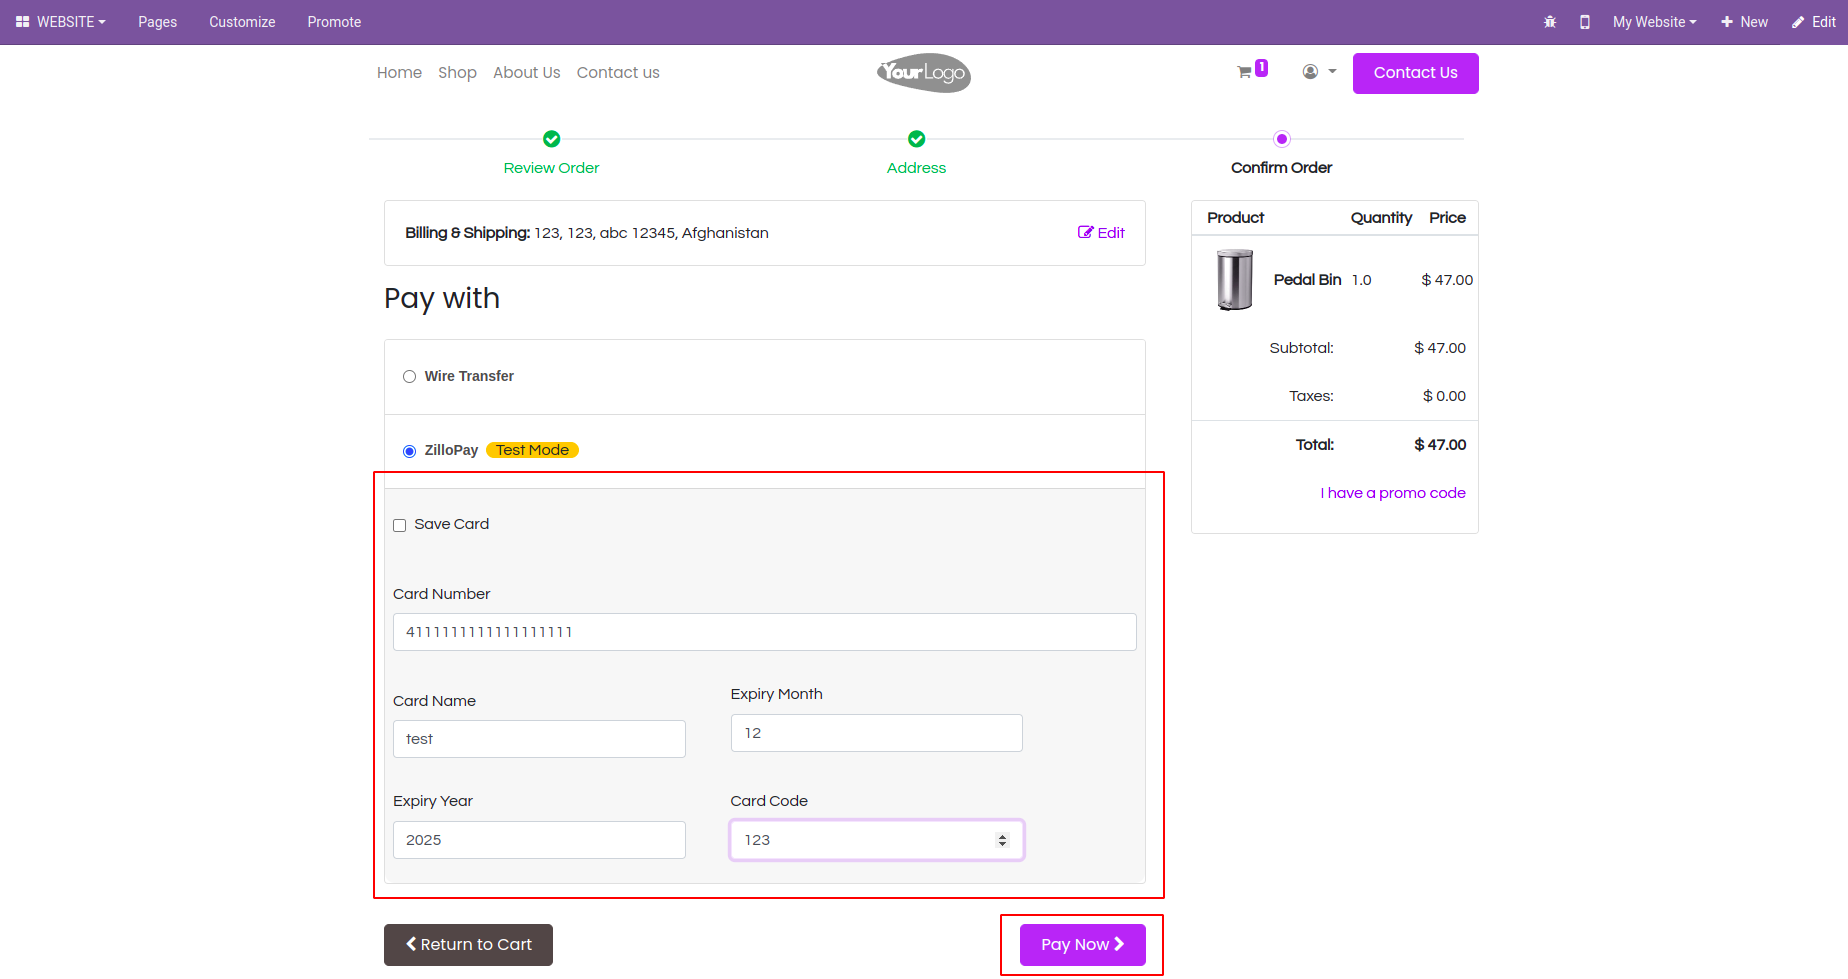 WEBSITE Pages Customize Promote My Website New Edit
Home Shop About Us Contact us YourLogo 1 Contact Us
Review Order Address Confirm Order
Billing & Shipping: 123, 123, abc 12345, Afghanistan Edit
Pay with
Wire Transfer
ZilloPay Test Mode
Save Card
Card Number
4111111111111111111
Card Name Expiry Month
test 12
Expiry Year Card Code
2025 123
Return to Cart Pay Now
Product Quantity Price
Pedal Bin 1.0 $ 47.00
Subtotal: $ 47.00
Taxes: $ 0.00
Total: $ 47.00
I have a promo code